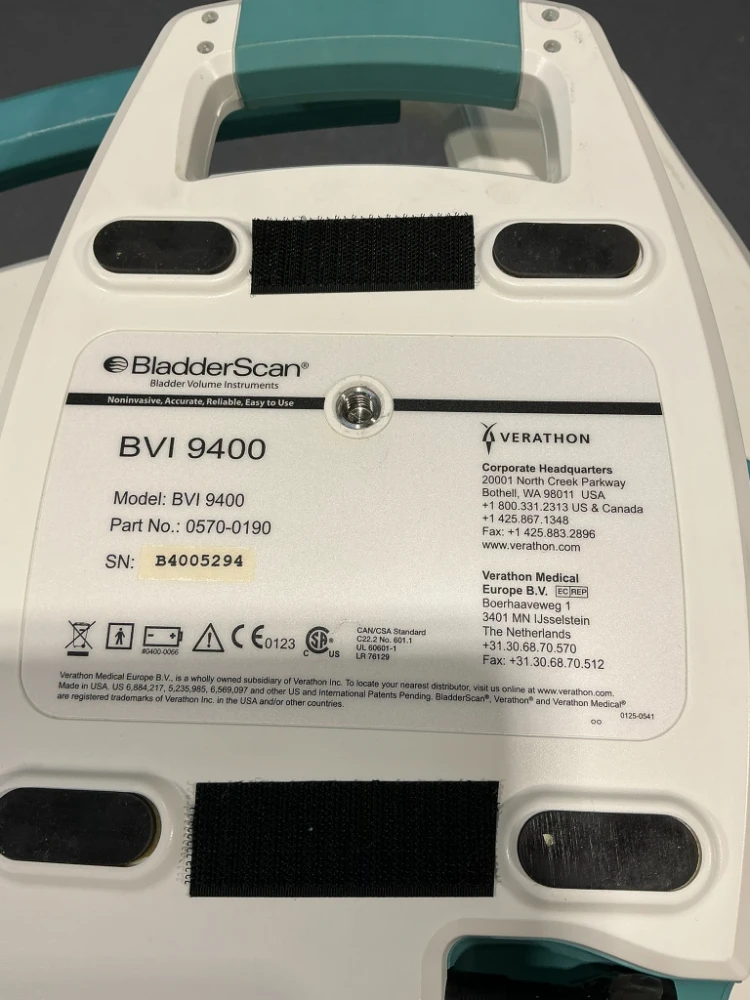 BladderScan®
Bladder Volume Instruments
Noninvasive, Accurate, Reliable, Easy to Use
BVI 9400
Model: BVI 9400
Part No.: 0570-0190
SN: B4005294
VERATHON
Corporate Headquarters
20001 North Creek Parkway
Bothell, WA 98011 USA
+1 800.331.2313 US & Canada
+1 425.867.1348
Fax: +1 425.883.2896
www.verathon.com
Verathon Medical
Europe B.V. EC REP
Boerhaaveweg 1
3401 MN IJsselstein
The Netherlands
+31.30.68.70.570
Fax: +31.30.68.70.512
#0400-0066
CE0123
C SA® US
CAN/CSA Standard
C22.2 No. 601.1
UL 60601-1
LR 76129
Verathon Medical Europe B.V., is a wholly owned subsidiary of Verathon Inc. To locate your nearest distributor, visit us online at www.verathon.com.
Made in USA. US 6,884,217, 5,235,985, 6,569,097 and other US and International Patents Pending. BladderScan®, Verathon® and Verathon Medical®
are registered trademarks of Verathon Inc. in the USA and/or other countries.
0125-0541